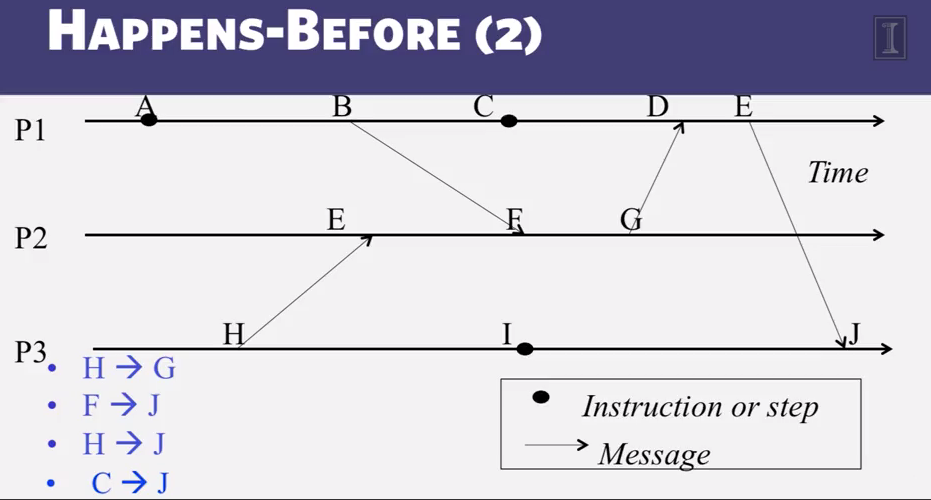 HAPPENS-BEFORE (2)
I
A B C D E
P1
Time
E F G
P2
H I J
P3
• H → G
• F → J
• H → J
• C → J
Instruction or step
Message